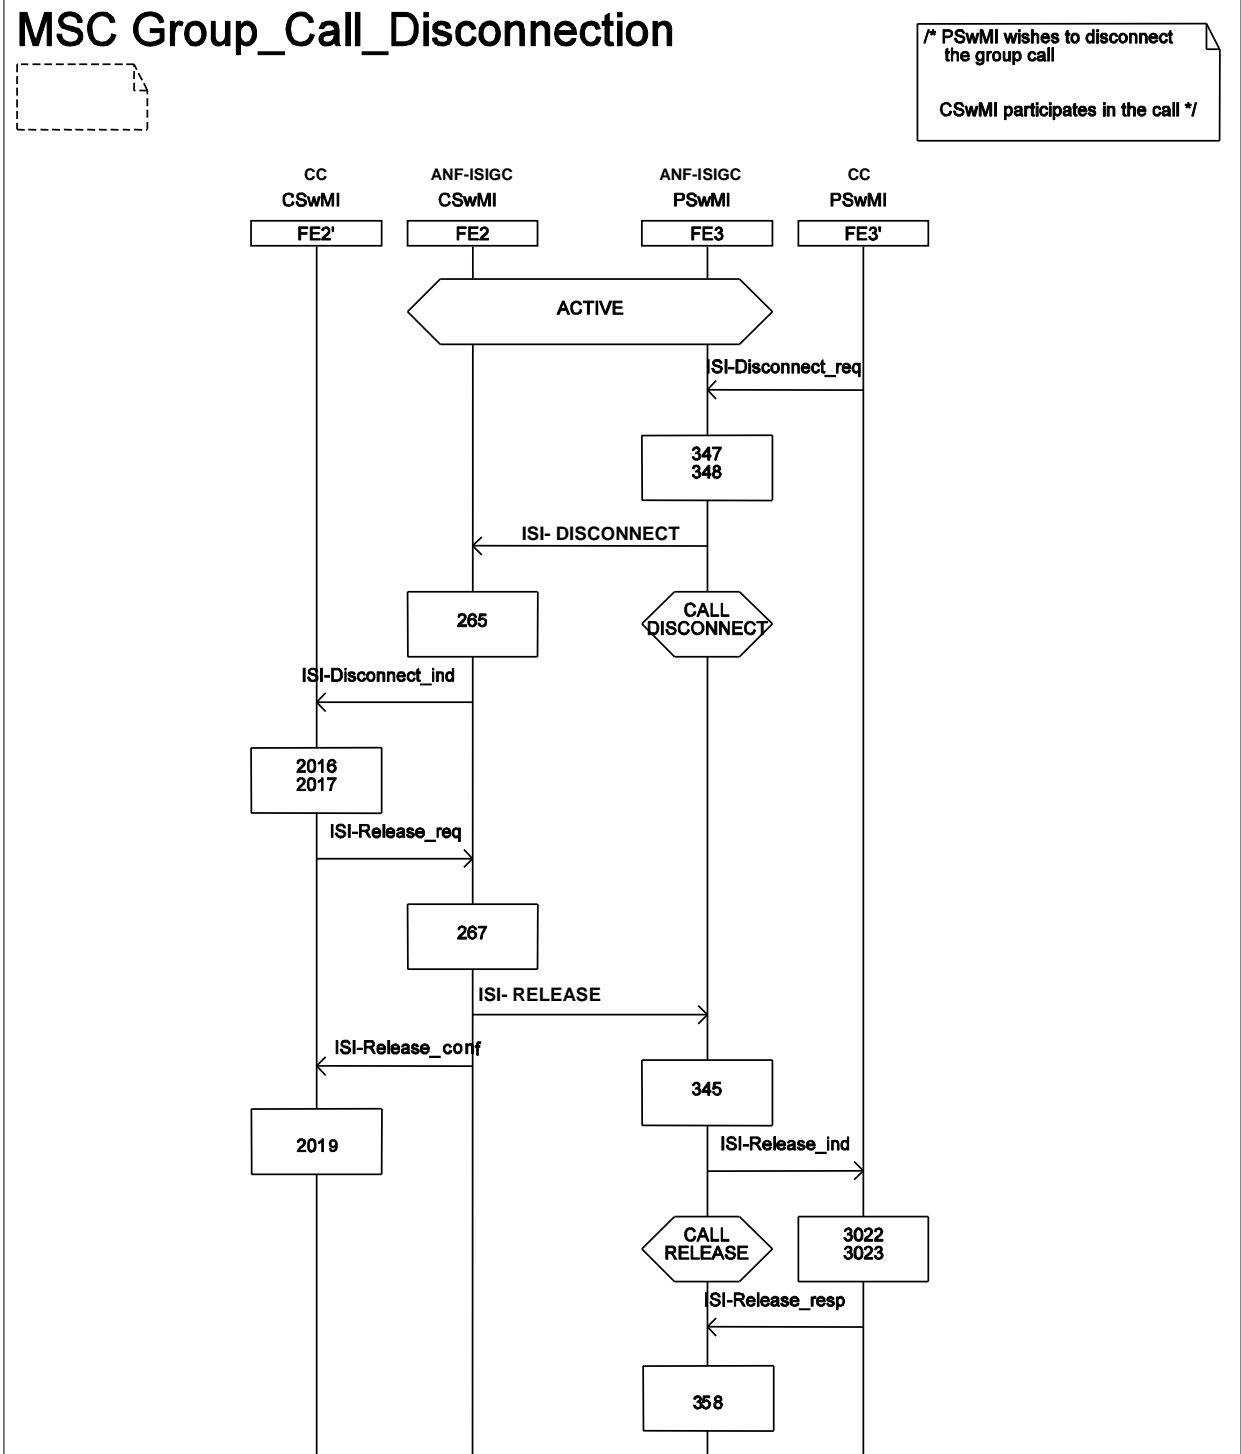 MSC Group_Call_Disconnection
/* PSwMI wishes to disconnect
the group call
CSwMI participates in the call */
CC
ANF-ISIGC
ANF-ISIGC
CC
CSwMI
CSwMI
PSwMI
PSwMI
FE2'
FE2
FE3
FE3'
ACTIVE
ISI-Disconnect_req
347
348
ISI- DISCONNECT
265
CALL
DISCONNECT
ISI-Disconnect_ind
2016
2017
ISI-Release_req
267
ISI- RELEASE
ISI-Release_conf
345
2019
ISI-Release_ind
CALL
RELEASE
3022
3023
ISI-Release_resp
358